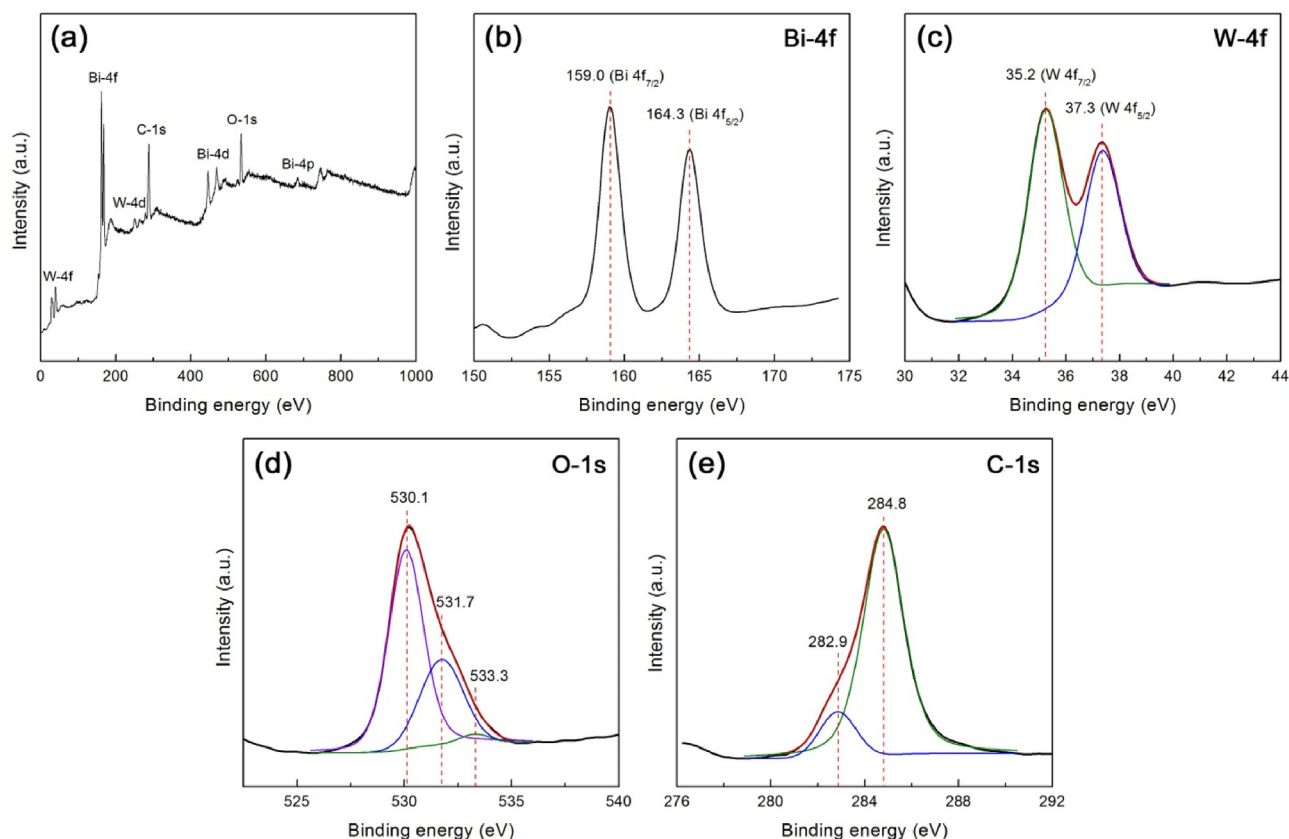 (a)
Bi-4f
C-1s
O-1s
Bi-4d
Bi-4p
W-4d
W-4f
Intensity (a.u.)
0 200 400 600 800 1000
Binding energy (eV)
(b) Bi-4f
159.0 (Bi 4f7/2)
164.3 (Bi 4f5/2)
Intensity (a.u.)
150 155 160 165 170 175
Binding energy (eV)
(c) W-4f
35.2 (W 4f7/2)
37.3 (W 4f5/2)
Intensity (a.u.)
30 32 34 36 38 40 42 44
Binding energy (eV)
(d) O-1s
530.1
531.7
533.3
Intensity (a.u.)
525 530 535 540
Binding energy (eV)
(e) C-1s
284.8
282.9
Intensity (a.u.)
276 280 284 288 292
Binding energy (eV)